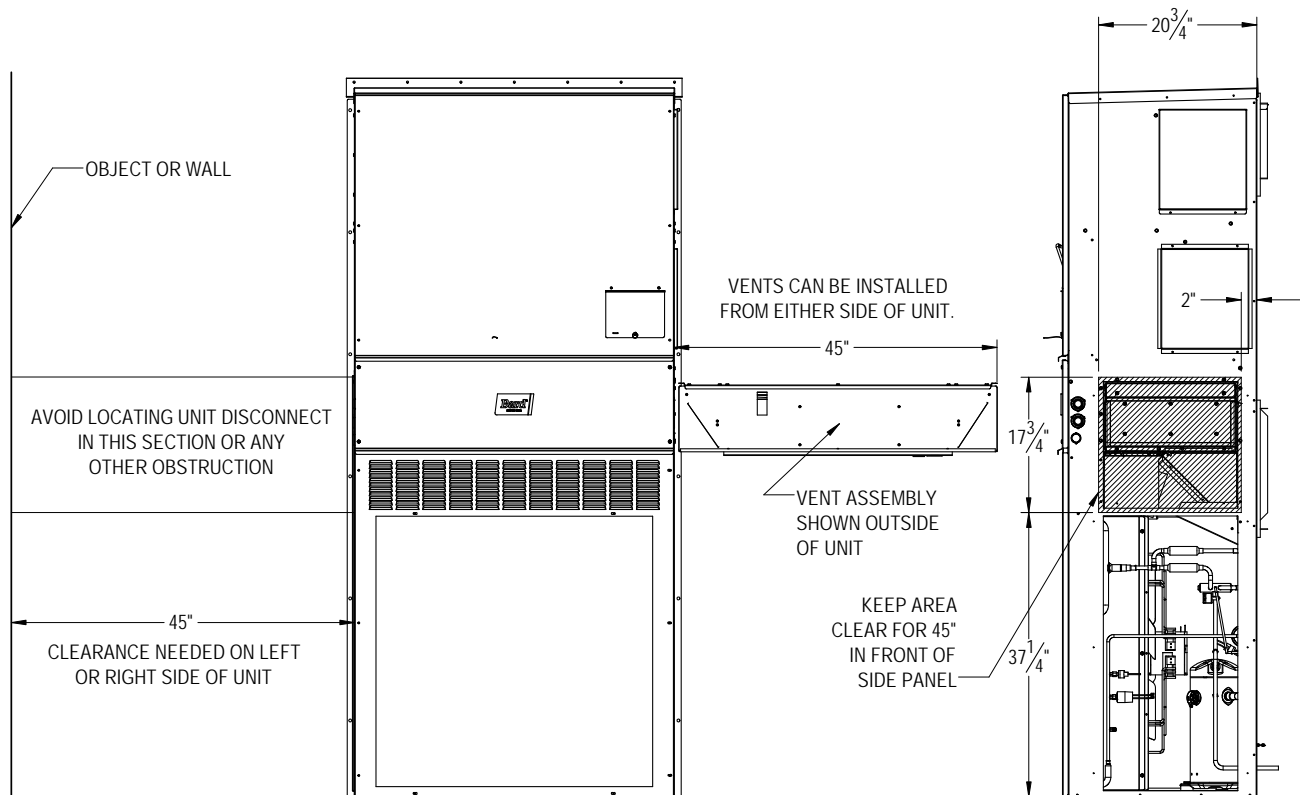 20 3/4"
OBJECT OR WALL
VENTS CAN BE INSTALLED
FROM EITHER SIDE OF UNIT.
2"
45"
Bard
AVOID LOCATING UNIT DISCONNECT
IN THIS SECTION OR ANY
OTHER OBSTRUCTION
17 3/4"
VENT ASSEMBLY
SHOWN OUTSIDE
OF UNIT
KEEP AREA
CLEAR FOR 45"
IN FRONT OF
SIDE PANEL
37 1/4"
45"
CLEARANCE NEEDED ON LEFT
OR RIGHT SIDE OF UNIT